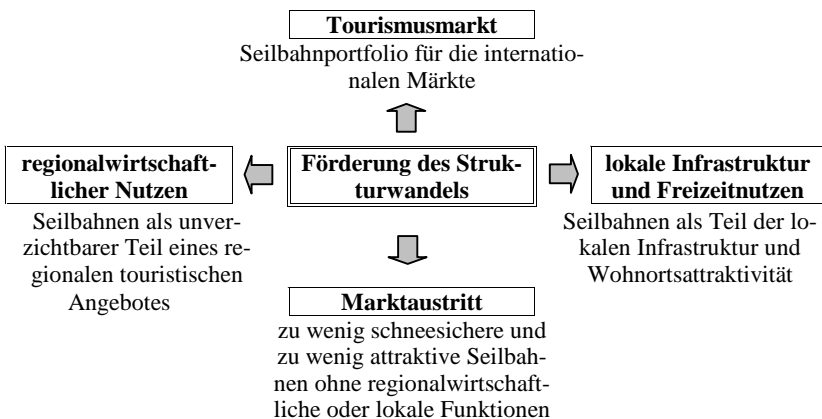 Tourismusmarkt
Seilbahnportfolio für die internatio-
nalen Märkte
regionalwirtschaft-
licher Nutzen
Seilbahnen als unver-
zichtbarer Teil eines re-
gionalen touristischen
Angebotes
Förderung des Struk-
turwandels
lokale Infrastruktur
und Freizeitnutzen
Seilbahnen als Teil der lo-
kalen Infrastruktur und
Wohnortsattraktivität
Marktaustritt
zu wenig schneesichere und
zu wenig attraktive Seilbah-
nen ohne regionalwirtschaft-
liche oder lokale Funktionen